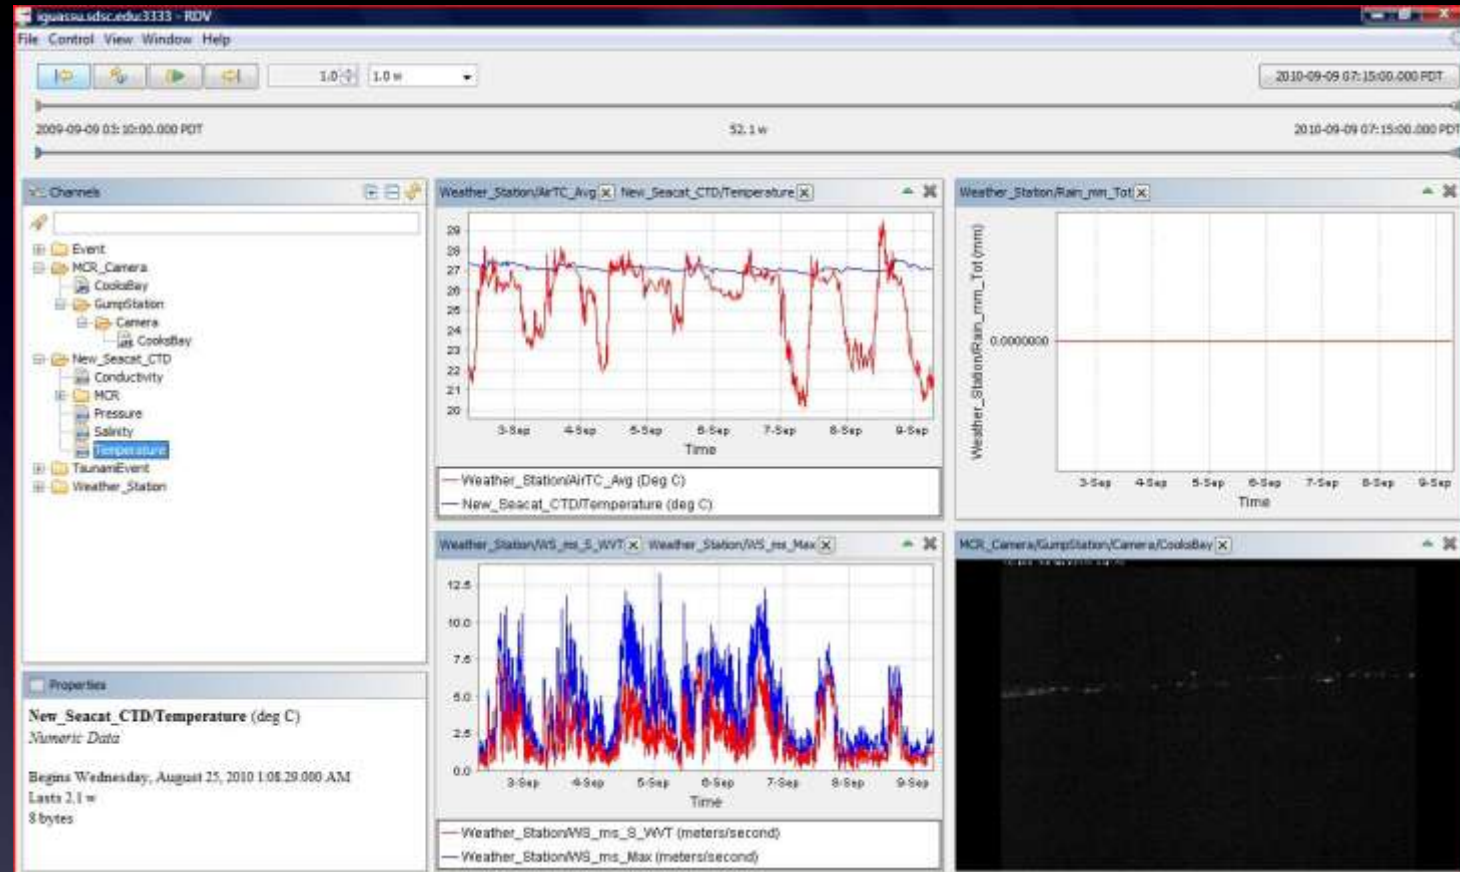 iguassu.sdsc.edu:3333 - RDV
File Control View Window Help
1.0 1.0 w
2010-09-09 07:15:00.000 PDT
2009-09-09 03:10:00.000 PDT 52.1 w 2010-09-09 07:15:00.000 PDT
Channels
Event
MCR_Camera
CooksBay
GumpStation
Camera
CooksBay
New_Seacat_CTD
Conductivity
MCR
Pressure
Salinity
Temperature
TsunamiEvent
Weather_Station
Properties
New_Seacat_CTD/Temperature (deg C)
Numeric Data
Begins Wednesday, August 25, 2010 1:08:29.000 AM
Lasts 2.1 w
8 bytes
Weather_Station/AirTC_Avg New_Seacat_CTD/Temperature
29
28
27
26
25
24
23
22
21
20
3-Sep 4-Sep 5-Sep 6-Sep 7-Sep 8-Sep 9-Sep
Time
Weather_Station/AirTC_Avg (Deg C)
New_Seacat_CTD/Temperature (deg C)
Weather_Station/Rain_mm_Tot
Weather_Station/Rain_mm_Tot (mm)
0.0000000
3-Sep 4-Sep 5-Sep 6-Sep 7-Sep 8-Sep 9-Sep
Time
Weather_Station/WS_ms_S_WVT Weather_Station/WS_ms_Max
12.5
10.0
7.5
5.0
2.5
0.0
3-Sep 4-Sep 5-Sep 6-Sep 7-Sep 8-Sep 9-Sep
Time
Weather_Station/WS_ms_S_WVT (meters/second)
Weather_Station/WS_ms_Max (meters/second)
MCR_Camera/GumpStation/Camera/CooksBay